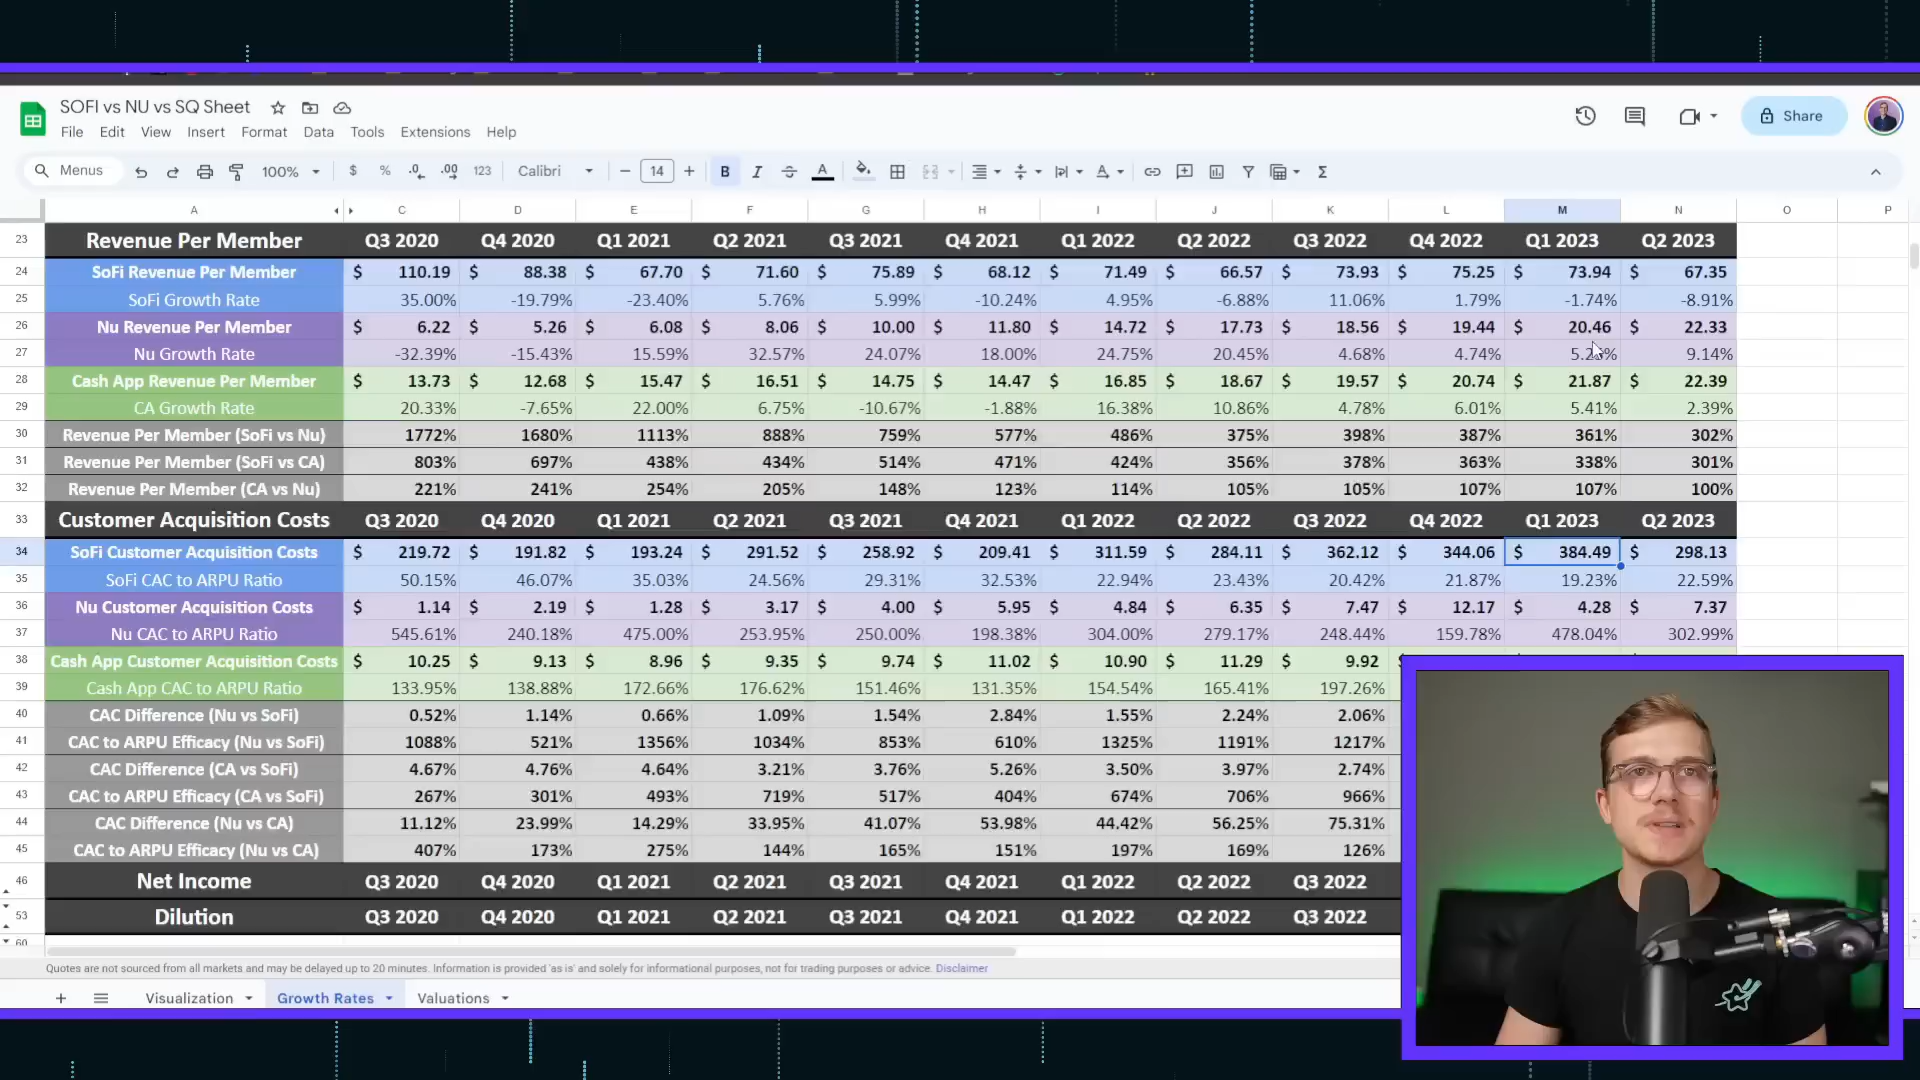 SOFI vs NU vs SQ Sheet
File Edit View Insert Format Data Tools Extensions Help
Share
Menus 100% $ % .0 .00 123 Calibri 14 B I A Σ
A C D E F G H I J K L M N O P
23 Revenue Per Member Q3 2020 Q4 2020 Q1 2021 Q2 2021 Q3 2021 Q4 2021 Q1 2022 Q2 2022 Q3 2022 Q4 2022 Q1 2023 Q2 2023
24 SoFi Revenue Per Member $ 110.19 $ 88.38 $ 67.70 $ 71.60 $ 75.89 $ 68.12 $ 71.49 $ 66.57 $ 73.93 $ 75.25 $ 73.94 $ 67.35
25 SoFi Growth Rate 35.00% -19.79% -23.40% 5.76% 5.99% -10.24% 4.95% -6.88% 11.06% 1.79% -1.74% -8.91%
26 Nu Revenue Per Member $ 6.22 $ 5.26 $ 6.08 $ 8.06 $ 10.00 $ 11.80 $ 14.72 $ 17.73 $ 18.56 $ 19.44 $ 20.46 $ 22.33
27 Nu Growth Rate -32.39% -15.43% 15.59% 32.57% 24.07% 18.00% 24.75% 20.45% 4.68% 4.74% 9.14%
28 Cash App Revenue Per Member $ 13.73 $ 12.68 $ 15.47 $ 16.51 $ 14.75 $ 14.47 $ 16.85 $ 18.67 $ 19.57 $ 20.74 $ 21.87 $ 22.39
29 CA Growth Rate 20.33% -7.65% 22.00% 6.75% -10.67% -1.88% 16.38% 10.86% 4.78% 6.01% 5.41% 2.39%
30 Revenue Per Member (SoFi vs Nu) 1772% 1680% 1113% 888% 759% 577% 486% 375% 398% 387% 361% 302%
31 Revenue Per Member (SoFi vs CA) 803% 697% 438% 434% 514% 471% 424% 356% 378% 363% 338% 301%
32 Revenue Per Member (CA vs Nu) 221% 241% 254% 205% 148% 123% 114% 105% 105% 107% 107% 100%
33 Customer Acquisition Costs Q3 2020 Q4 2020 Q1 2021 Q2 2021 Q3 2021 Q4 2021 Q1 2022 Q2 2022 Q3 2022 Q4 2022 Q1 2023 Q2 2023
34 SoFi Customer Acquisition Costs $ 219.72 $ 191.82 $ 193.24 $ 291.52 $ 258.92 $ 209.41 $ 311.59 $ 284.11 $ 362.12 $ 344.06 $ 384.49 $ 298.13
35 SoFi CAC to ARPU Ratio 50.15% 46.07% 35.03% 24.56% 29.31% 32.53% 22.94% 23.43% 20.42% 21.87% 19.23% 22.59%
36 Nu Customer Acquisition Costs $ 1.14 $ 2.19 $ 1.28 $ 3.17 $ 4.00 $ 5.95 $ 4.84 $ 6.35 $ 7.47 $ 12.17 $ 4.28 $ 7.37
37 Nu CAC to ARPU Ratio 545.61% 240.18% 475.00% 253.95% 250.00% 198.38% 304.00% 279.17% 248.44% 159.78% 478.04% 302.99%
38 Cash App Customer Acquisition Costs $ 10.25 $ 9.13 $ 8.96 $ 9.35 $ 9.74 $ 11.02 $ 10.90 $ 11.29 $ 9.92
39 Cash App CAC to ARPU Ratio 133.95% 138.88% 172.66% 176.62% 151.46% 131.35% 154.54% 165.41% 197.26%
40 CAC Difference (Nu vs SoFi) 0.52% 1.14% 0.66% 1.09% 1.54% 2.84% 1.55% 2.24% 2.06%
41 CAC to ARPU Efficacy (Nu vs SoFi) 1088% 521% 1356% 1034% 853% 610% 1325% 1191% 1217%
42 CAC Difference (CA vs SoFi) 4.67% 4.76% 4.64% 3.21% 3.76% 5.26% 3.50% 3.97% 2.74%
43 CAC to ARPU Efficacy (CA vs SoFi) 267% 301% 493% 719% 517% 404% 674% 706% 966%
44 CAC Difference (Nu vs CA) 11.12% 23.99% 14.29% 33.95% 41.07% 53.98% 44.42% 56.25% 75.31%
45 CAC to ARPU Efficacy (Nu vs CA) 407% 173% 275% 144% 165% 151% 197% 169% 126%
46 Net Income Q3 2020 Q4 2020 Q1 2021 Q2 2021 Q3 2021 Q4 2021 Q1 2022 Q2 2022 Q3 2022
53 Dilution Q3 2020 Q4 2020 Q1 2021 Q2 2021 Q3 2021 Q4 2021 Q1 2022 Q2 2022 Q3 2022
60
Quotes are not sourced from all markets and may be delayed up to 20 minutes. Information is provided 'as is' and solely for informational purposes, not for trading purposes or advice. Disclaimer
Visualization Growth Rates Valuations